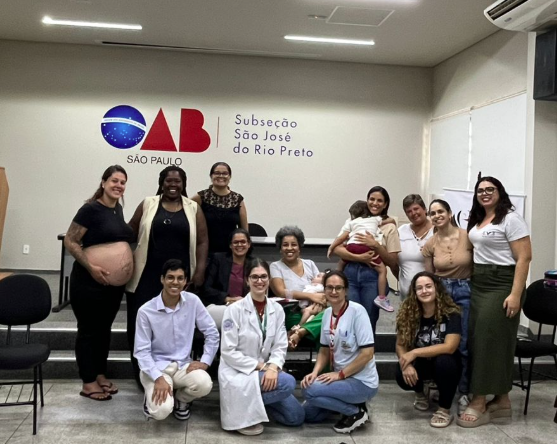 OAB
SÃO PAULO
Subseção
São José
do Rio Preto